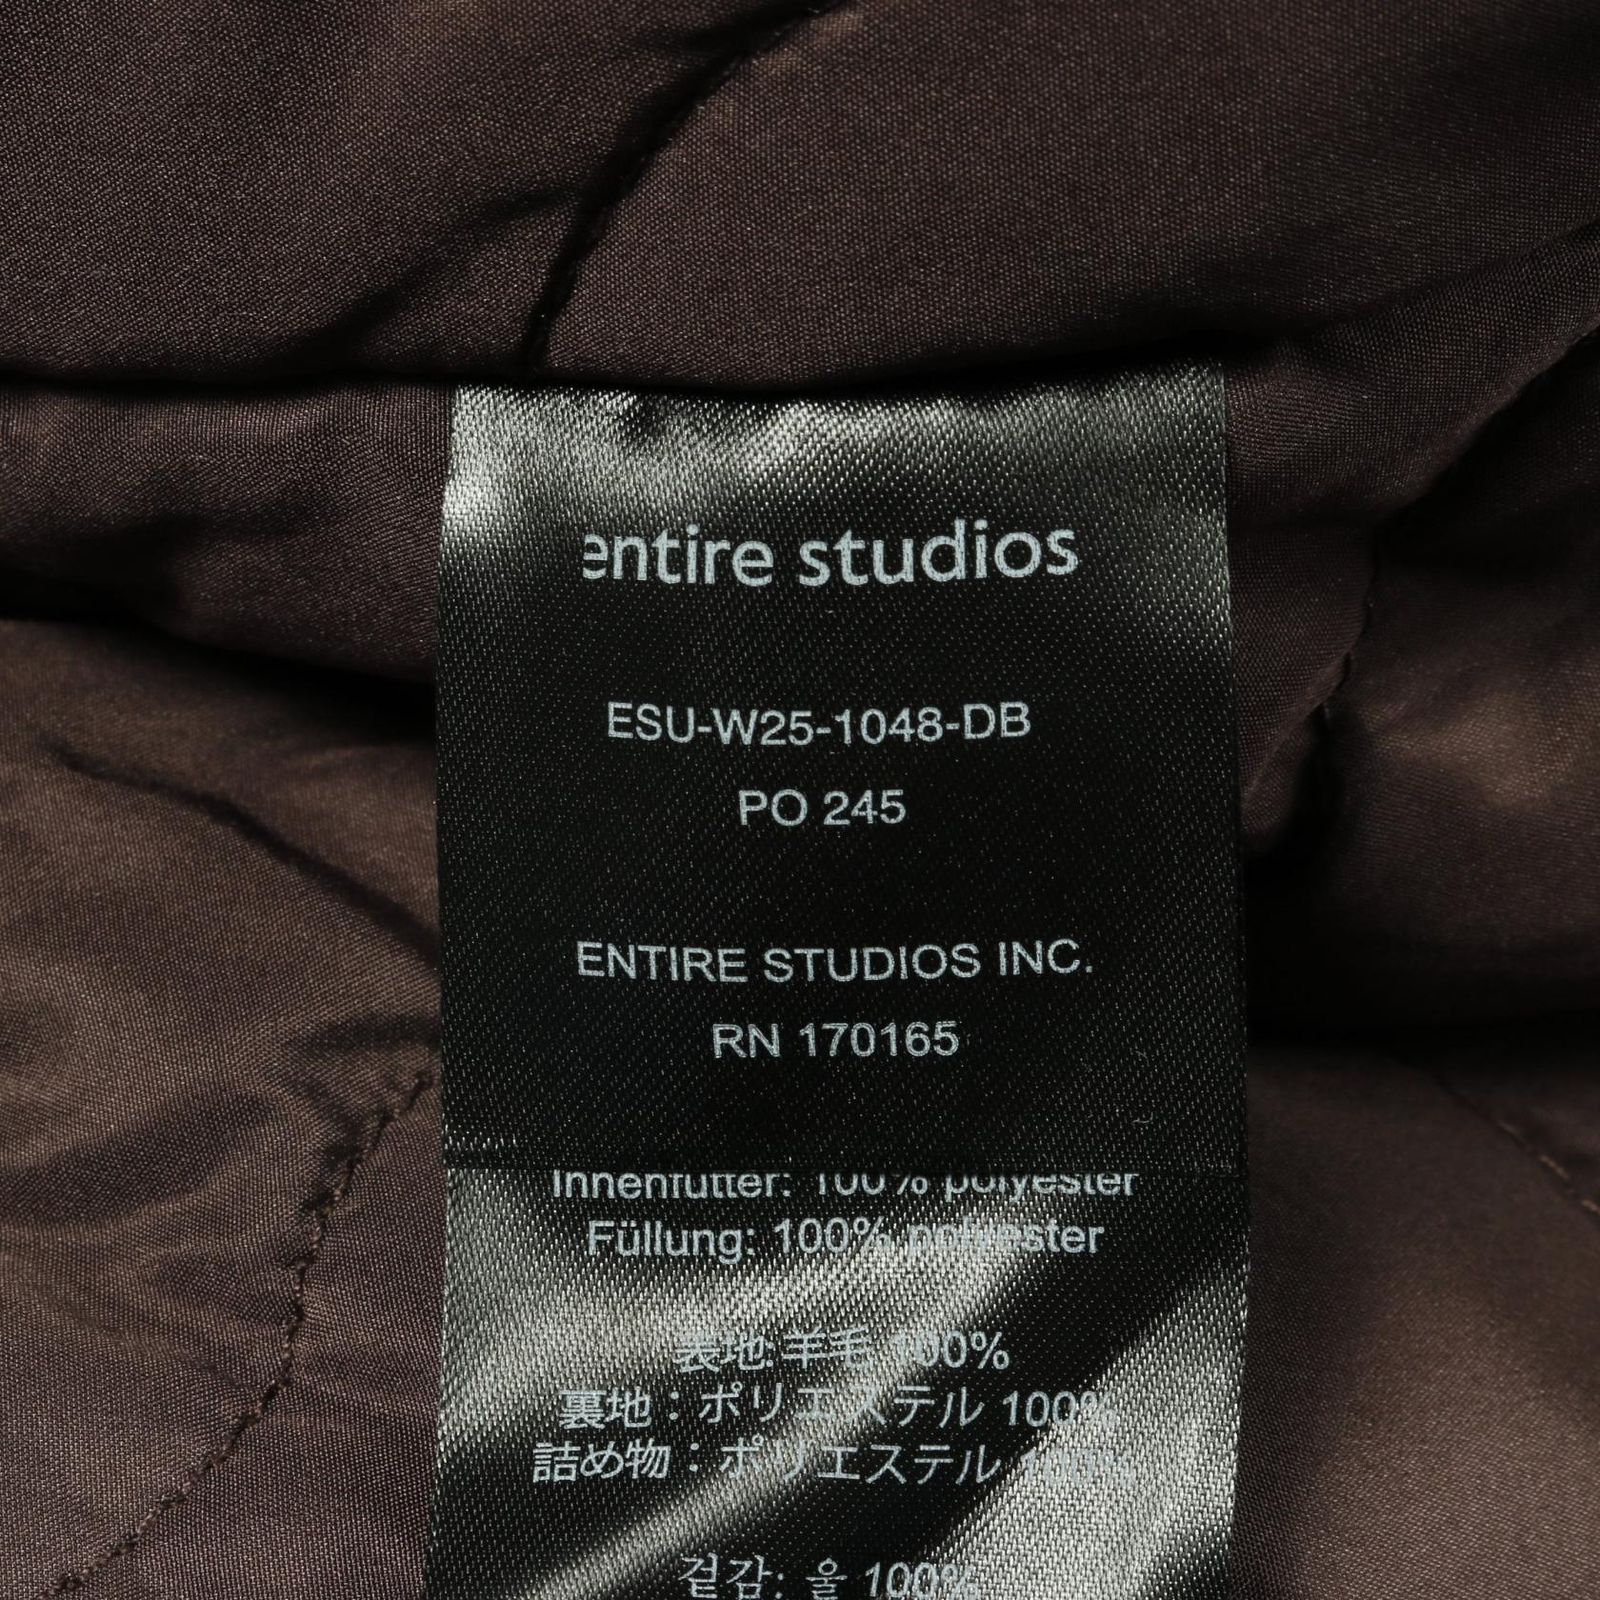 entire studios
ESU-W25-1048-DB
PO 245
ENTIRE STUDIOS INC.
RN 170165
Innenfutter: 100% polyester
Füllung: 100% polyester
表地:羊毛 100%
裏地：ポリエステル 100%
詰め物：ポリエステル 100%
겉감: 울 100%